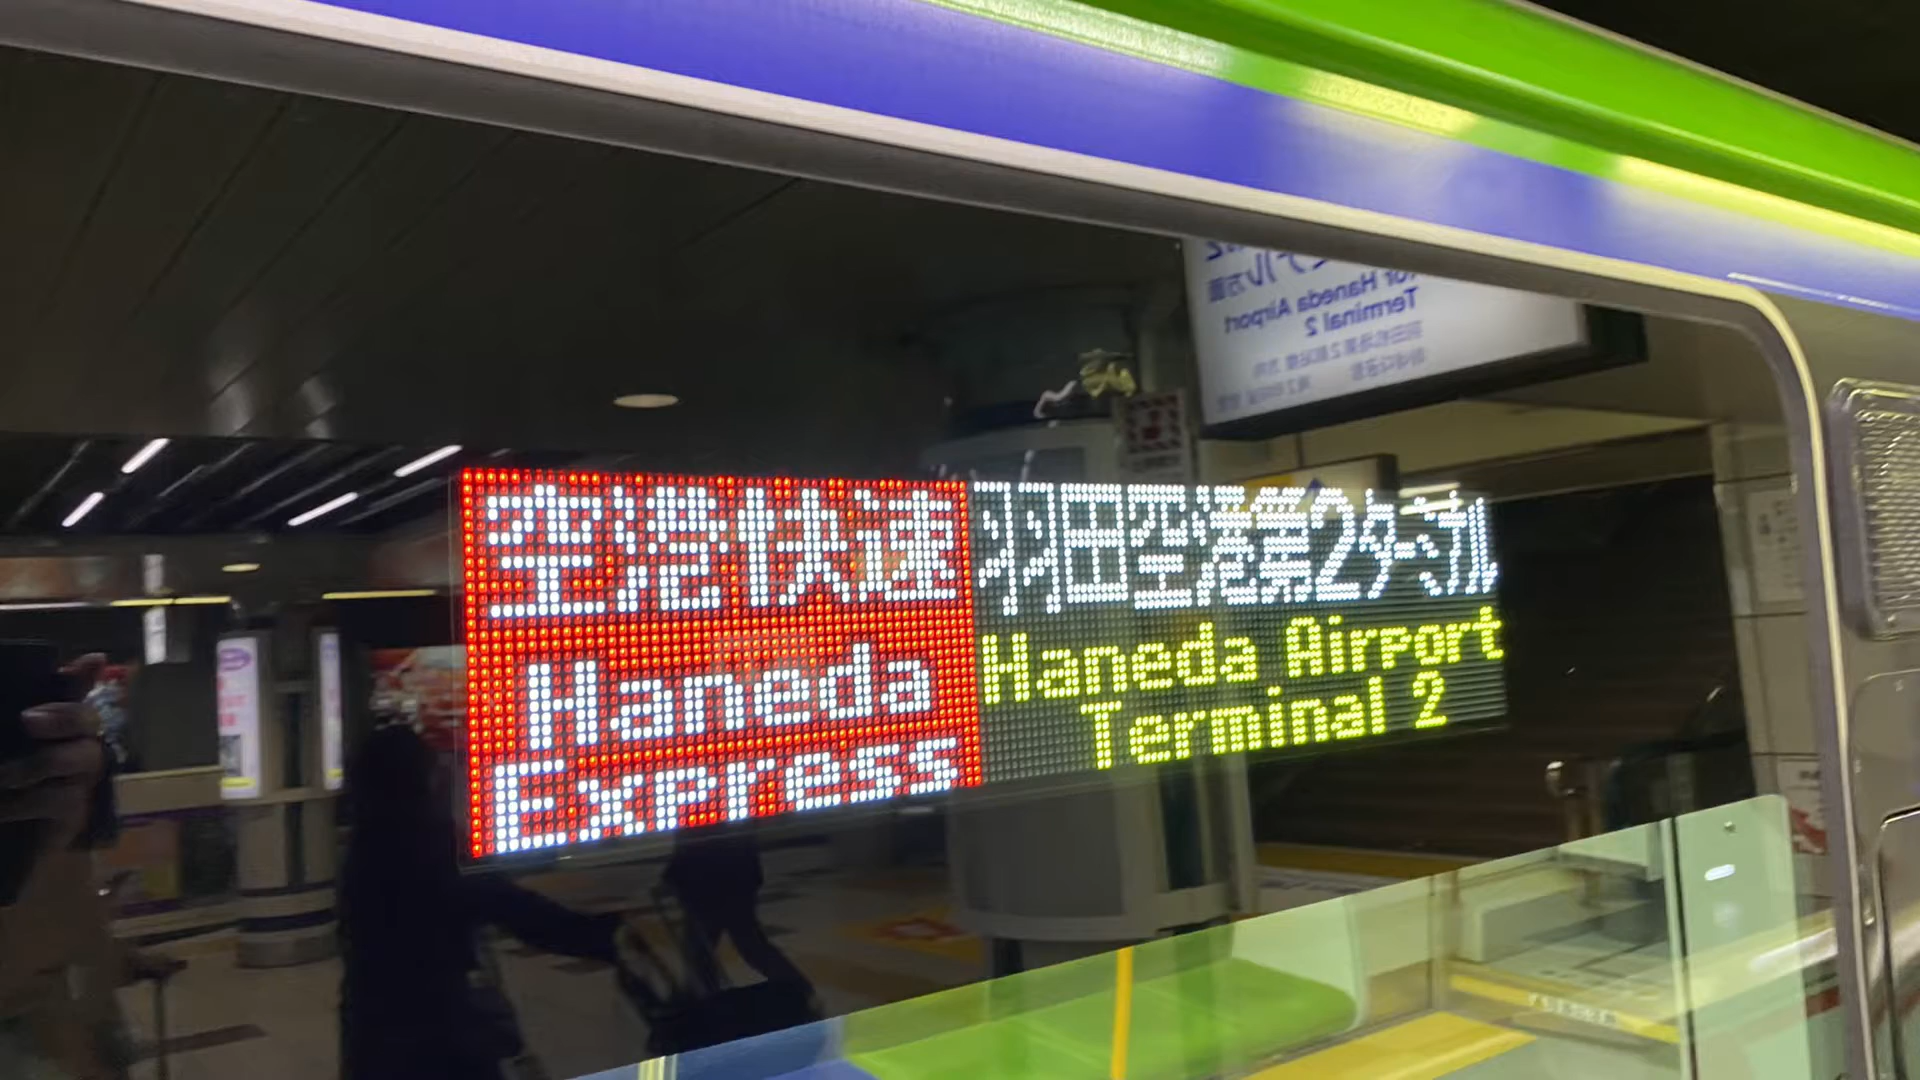 空港快速
Haneda
Express
羽田空港第2ターミナル
Haneda Airport
Terminal 2
for Haneda Airport
Terminal 2